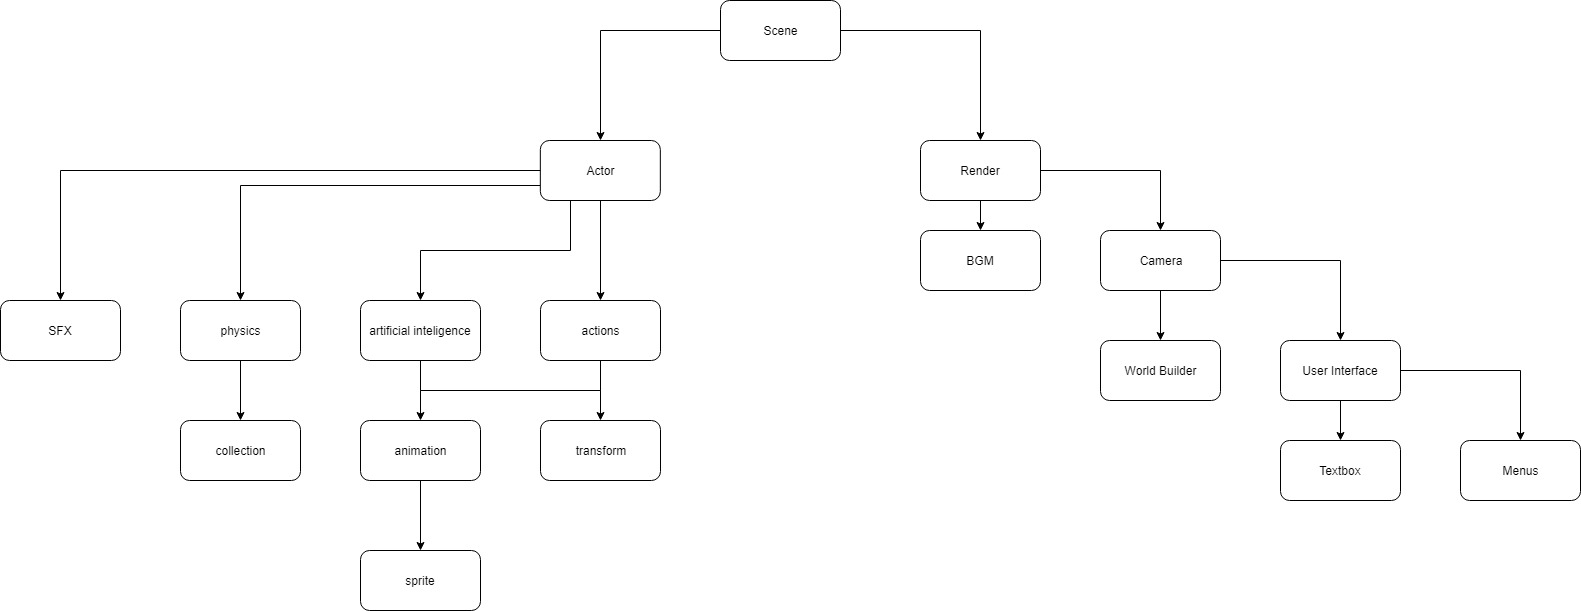 Scene
Actor
Render
BGM
Camera
SFX
physics
artificial inteligence
actions
World Builder
User Interface
collection
animation
transform
Textbox
Menus
sprite